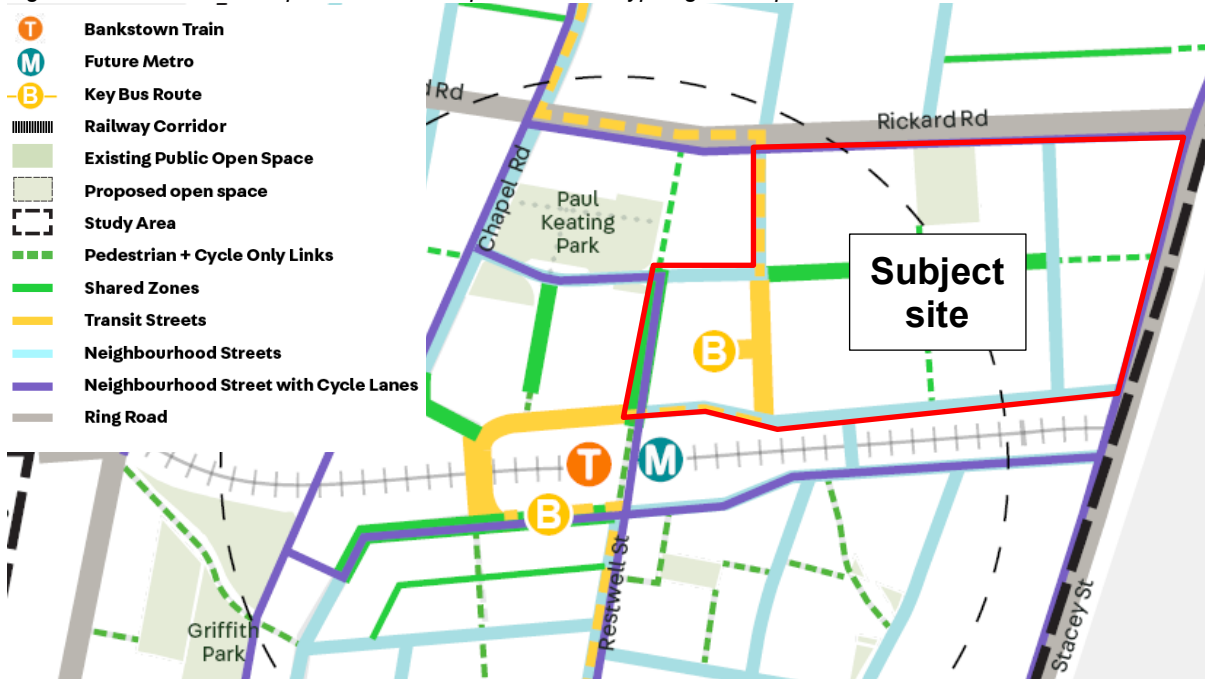 T
Bankstown Train
M
Future Metro
B
Key Bus Route
Railway Corridor
Existing Public Open Space
Proposed open space
Study Area
Pedestrian + Cycle Only Links
Shared Zones
Transit Streets
Neighbourhood Streets
Neighbourhood Street with Cycle Lanes
Ring Road
d Rd
Rickard Rd
Chapel Rd
Paul
Keating
Park
Subject
site
B
T
M
B
Restwell St
Stacey St
Griffith
Park